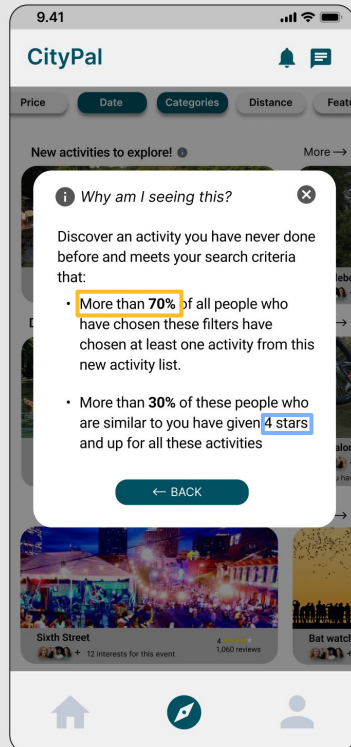 9.41
CityPal
Price Date Categories Distance Featu
New activities to explore! More →
Why am I seeing this?
Discover an activity you have never done
before and meets your search criteria
that:
• More than 70% of all people who
have chosen these filters have
chosen at least one activity from this
new activity list.
• More than 30% of these people who
are similar to you have given 4 stars
and up for all these activities
← BACK
Sixth Street
4
+ 12 interests for this event
1,060 reviews
Bat watch
+